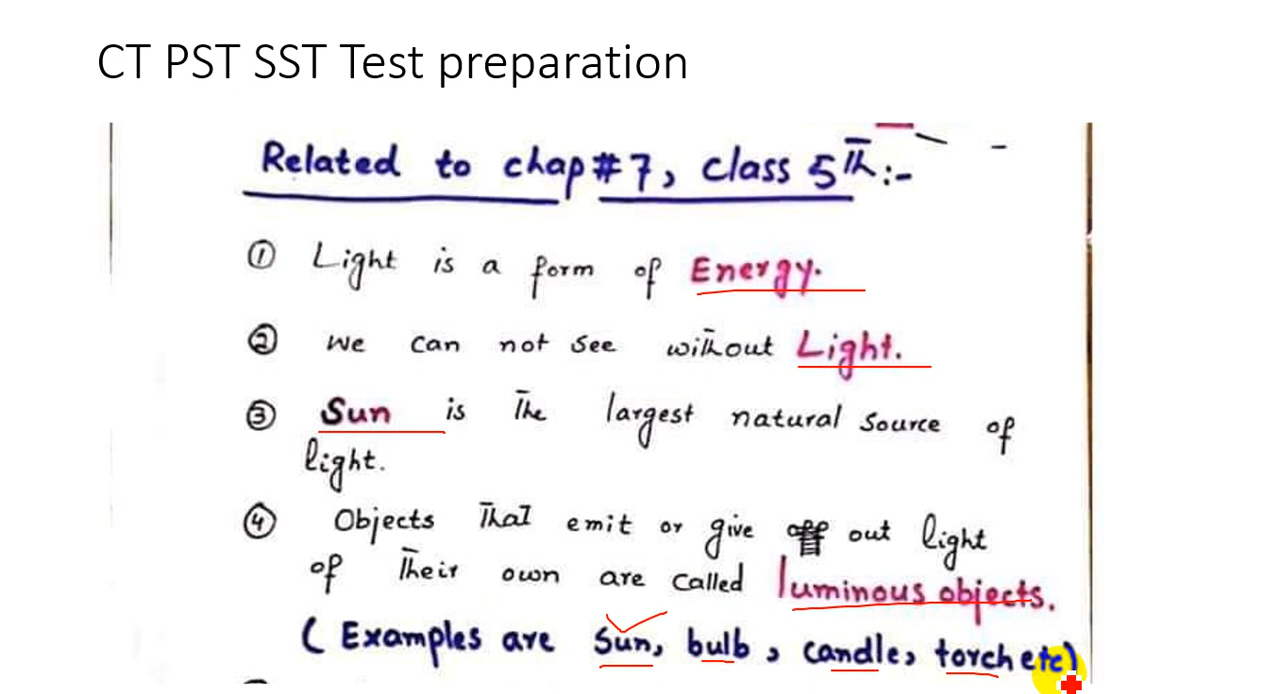 CT PST SST Test preparation
Related to chap#7, class 5th:-
① Light is a form of Energy.
② we can not see without Light.
③ Sun is the largest natural source of
light.
④ Objects that emit or give out light
of their own are called luminous objects.
(Examples are Sun, bulb, candle, torch etc)